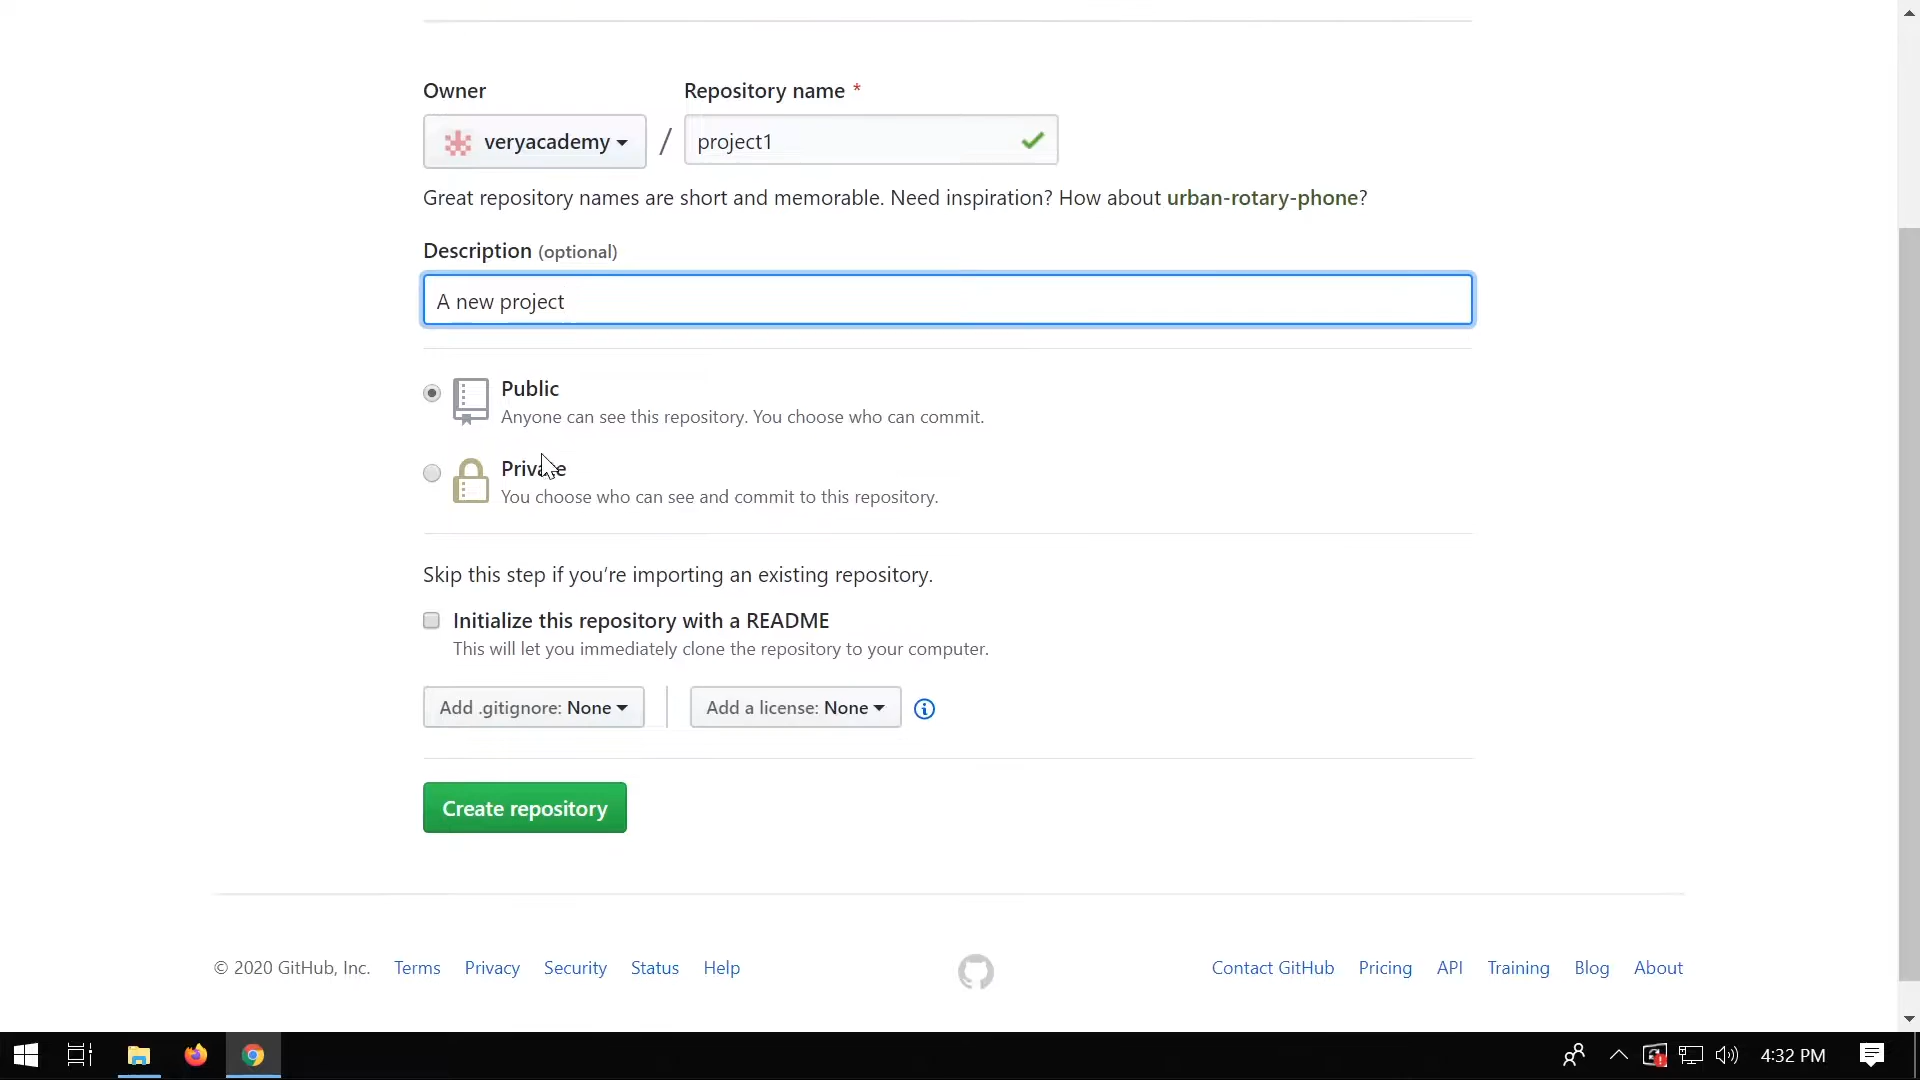 Owner
Repository name *
veryacademy / project1
Great repository names are short and memorable. Need inspiration? How about urban-rotary-phone?
Description (optional)
A new project
Public
Anyone can see this repository. You choose who can commit.
Private
You choose who can see and commit to this repository.
Skip this step if you’re importing an existing repository.
Initialize this repository with a README
This will let you immediately clone the repository to your computer.
Add .gitignore: None
Add a license: None
Create repository
© 2020 GitHub, Inc. Terms Privacy Security Status Help
Contact GitHub Pricing API Training Blog About
4:32 PM